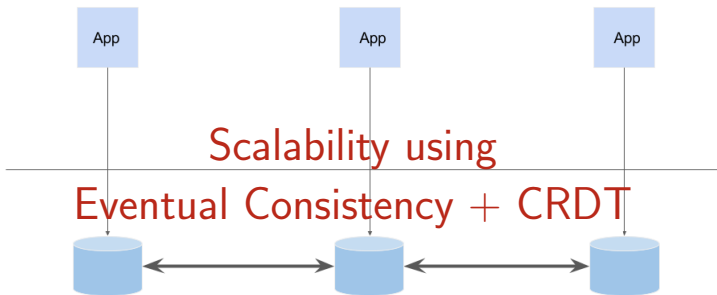 App App App
Scalability using
Eventual Consistency + CRDT